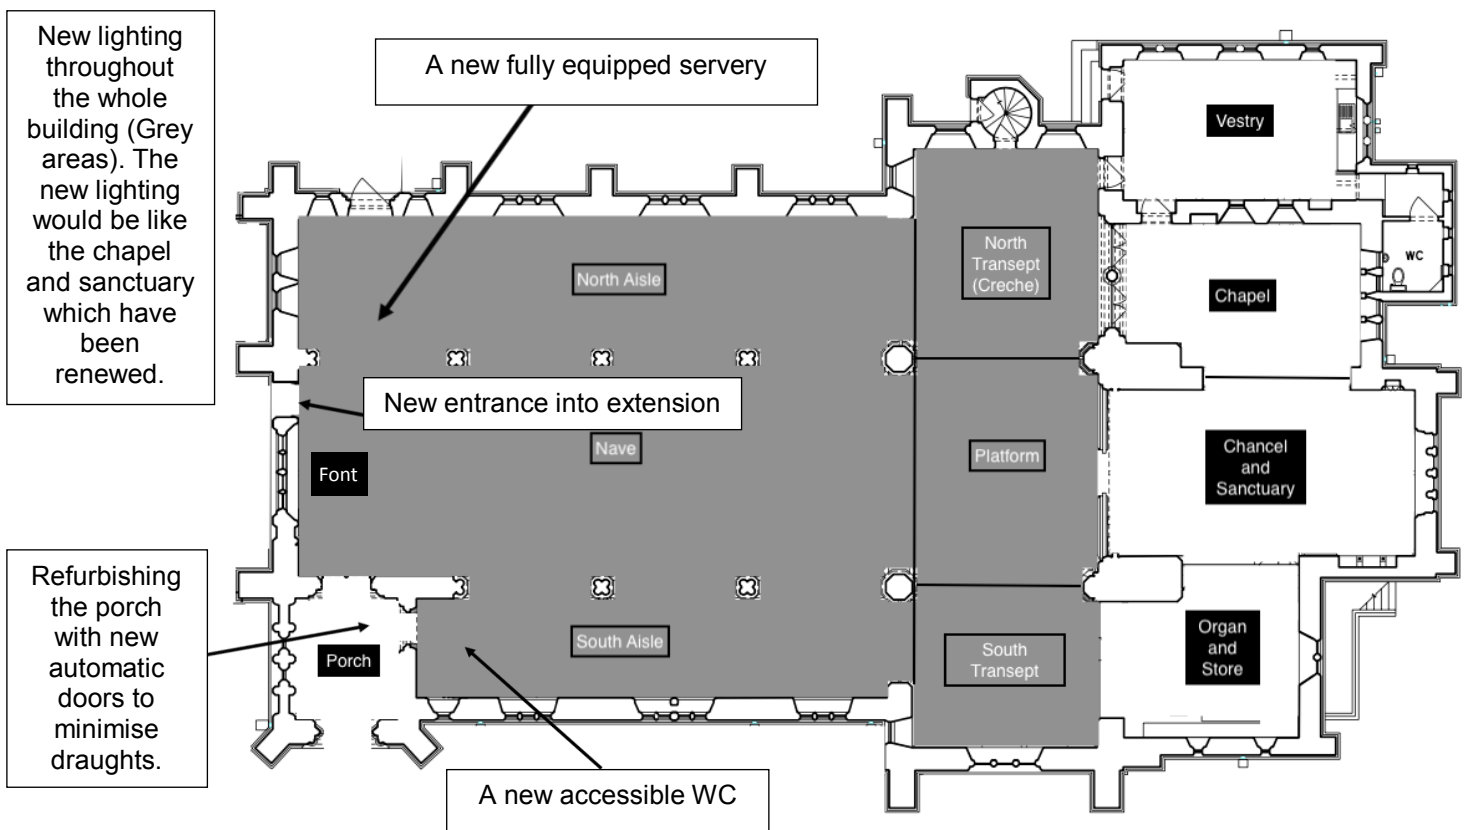 New lighting
throughout
the whole
building (Grey
areas). The
new lighting
would be like
the chapel
and sanctuary
which have
been
renewed.
A new fully equipped servery
Vestry
North Aisle
North
Transept
(Creche)
WC
Chapel
New entrance into extension
Nave
Platform
Chancel
and
Sanctuary
Font
Refurbishing
the porch
with new
automatic
doors to
minimise
draughts.
Porch
South Aisle
South
Transept
Organ
and
Store
A new accessible WC